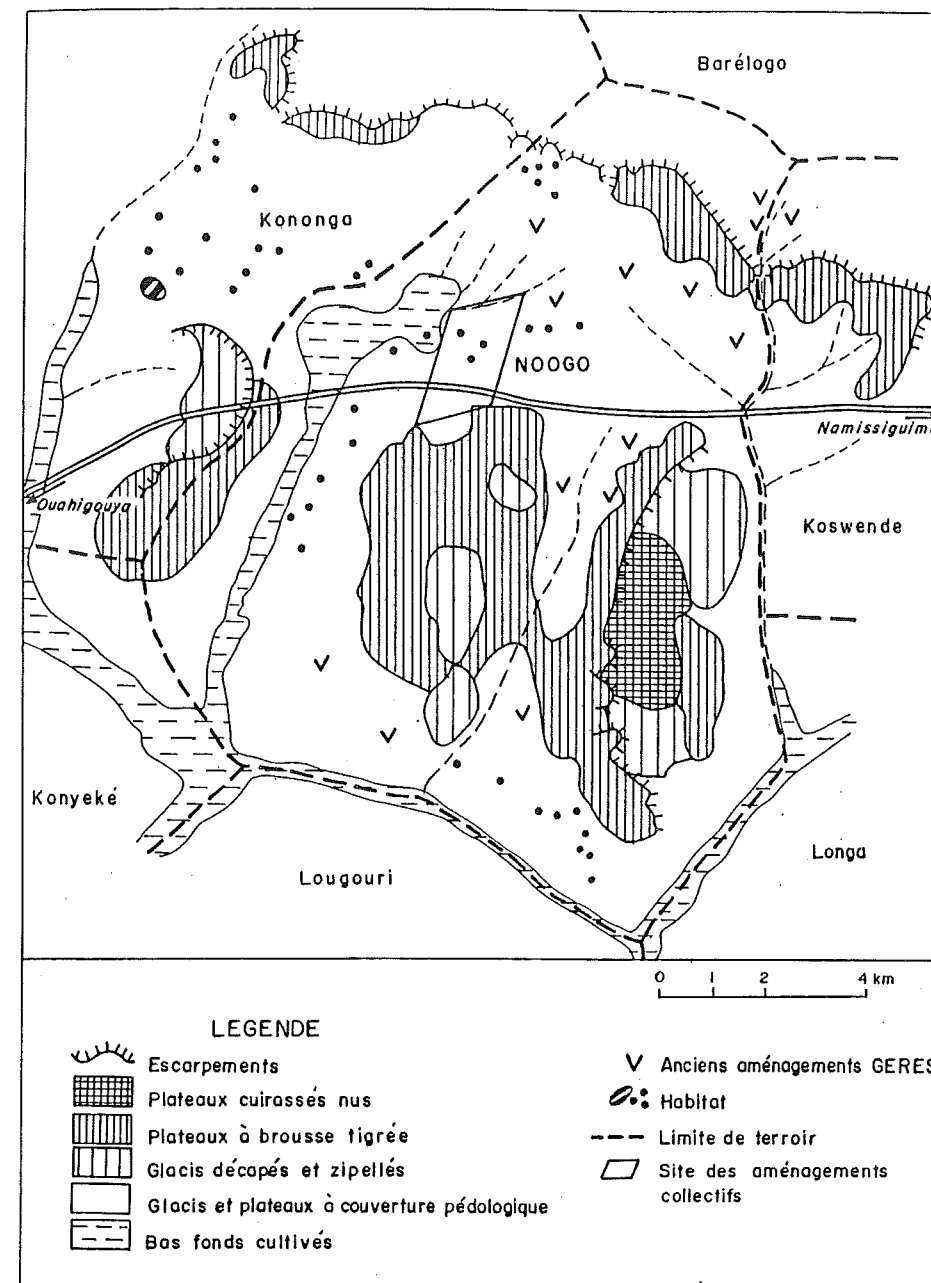 Barélogo
Kononga
NOOGO
Namissiguima
Ouahigouya
Koswende
Konyeké
Longa
Lougouri
0 1 2 4 km
LEGENDE
Escarpements
Plateaux cuirassés nus
Plateaux à brousse tigrée
Glacis décapés et zipellés
Glacis et plateaux à couverture pédologique
Bas fonds cultivés
Anciens aménagements GERES
Habitat
Limite de terroir
Site des aménagements
collectifs